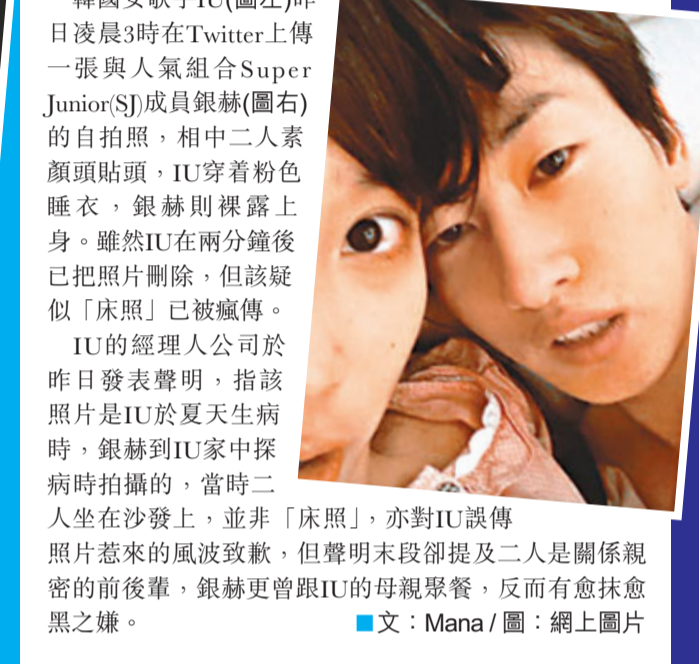 韓國女歌手IU(圖左)昨
日凌晨3時在Twitter上傳
一張與人氣組合Super
Junior(SJ)成員銀赫(圖右)
的自拍照，相中二人素
顏頭貼頭，IU穿着粉色
睡衣，銀赫則裸露上
身。雖然IU在兩分鐘後
已把照片刪除，但該疑
似「床照」已被瘋傳。
IU的經理人公司於
昨日發表聲明，指該
照片是IU於夏天生病
時，銀赫到IU家中探
病時拍攝的，當時二
人坐在沙發上，並非「床照」，亦對IU誤傳
照片惹來的風波致歉，但聲明末段卻提及二人是關係親
密的前後輩，銀赫更曾跟IU的母親聚餐，反而有愈抹愈
黑之嫌。
■文：Mana / 圖：網上圖片